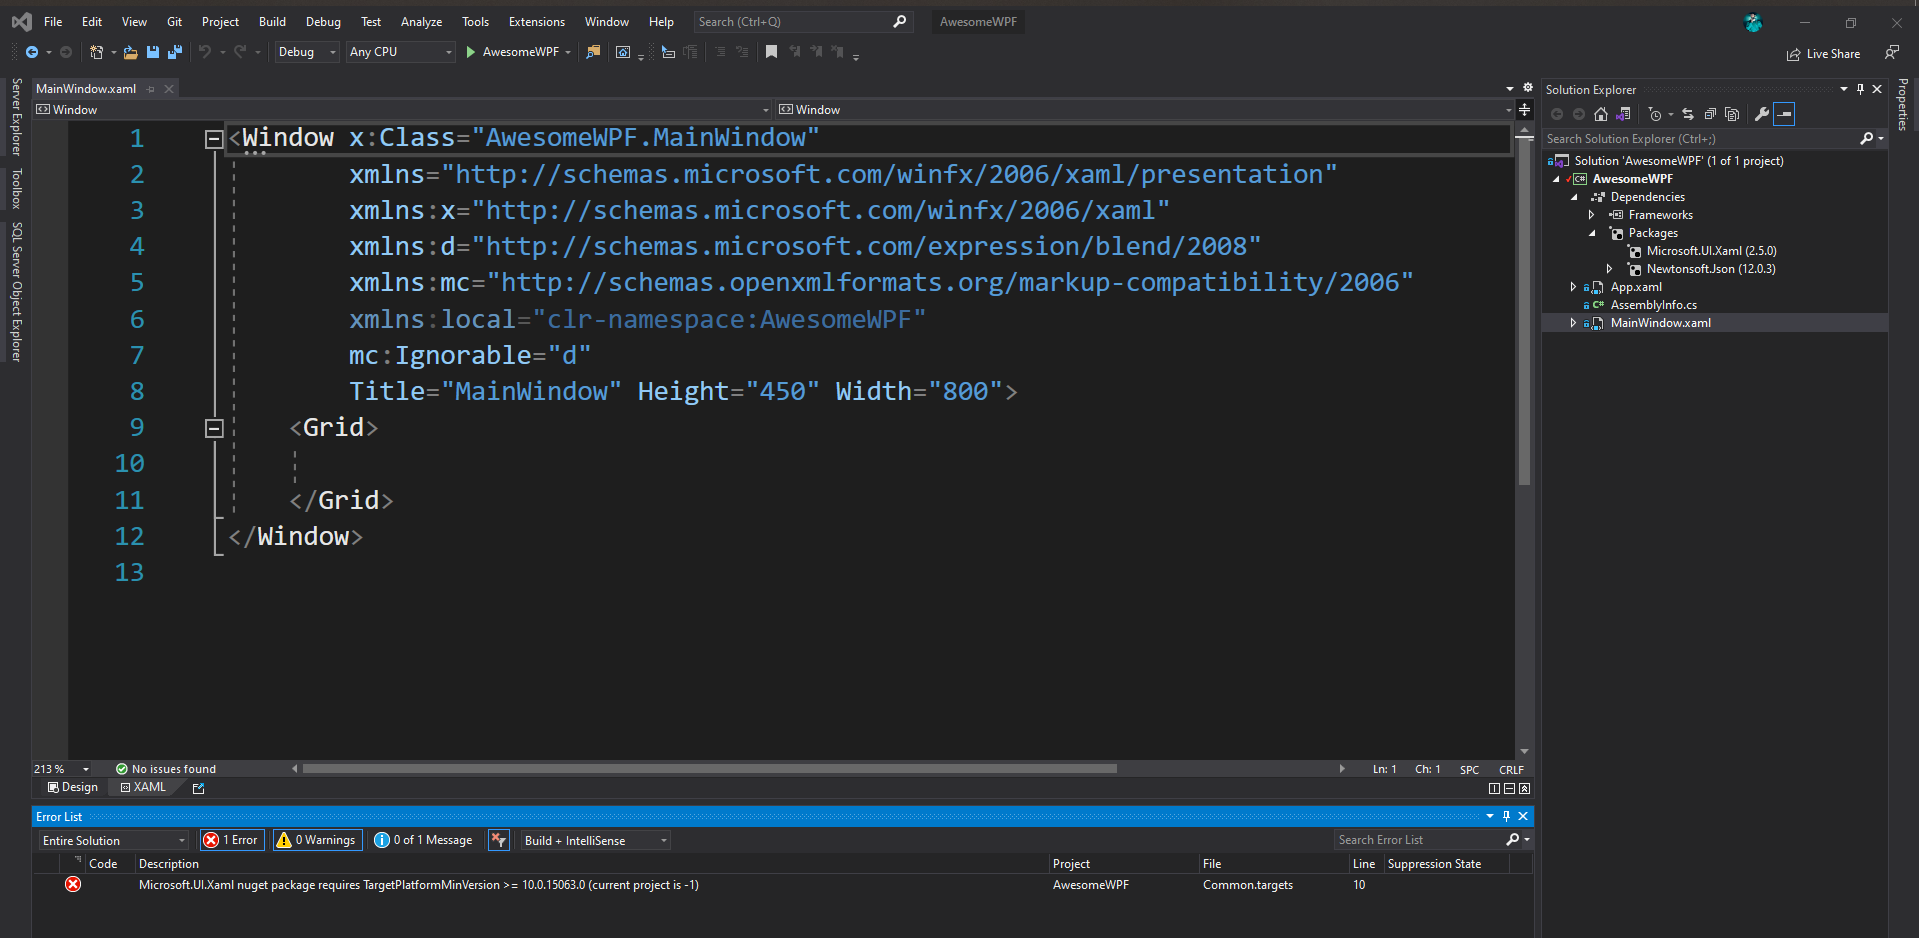 File Edit View Git Project Build Debug Test Analyze Tools Extensions Window Help Search (Ctrl+Q) AwesomeWPF
Debug Any CPU AwesomeWPF Live Share
Server Explorer
Toolbox
SQL Server Object Explorer
MainWindow.xaml
Window Window
1 <Window x:Class="AwesomeWPF.MainWindow"
2 xmlns="http://schemas.microsoft.com/winfx/2006/xaml/presentation"
3 xmlns:x="http://schemas.microsoft.com/winfx/2006/xaml"
4 xmlns:d="http://schemas.microsoft.com/expression/blend/2008"
5 xmlns:mc="http://schemas.openxmlformats.org/markup-compatibility/2006"
6 xmlns:local="clr-namespace:AwesomeWPF"
7 mc:Ignorable="d"
8 Title="MainWindow" Height="450" Width="800">
9 <Grid>
10
11 </Grid>
12 </Window>
13
213 % No issues found Ln: 1 Ch: 1 SPC CRLF
Design XAML
Error List
Entire Solution 1 Error 0 Warnings 0 of 1 Message Build + IntelliSense Search Error List
Code Description Project File Line Suppression State
Microsoft.UI.Xaml nuget package requires TargetPlatformMinVersion >= 10.0.15063.0 (current project is -1) AwesomeWPF Common.targets 10
Solution Explorer
Search Solution Explorer (Ctrl+;)
Solution 'AwesomeWPF' (1 of 1 project)
C# AwesomeWPF
Dependencies
Frameworks
Packages
Microsoft.UI.Xaml (2.5.0)
Newtonsoft.Json (12.0.3)
App.xaml
C# AssemblyInfo.cs
MainWindow.xaml
Properties